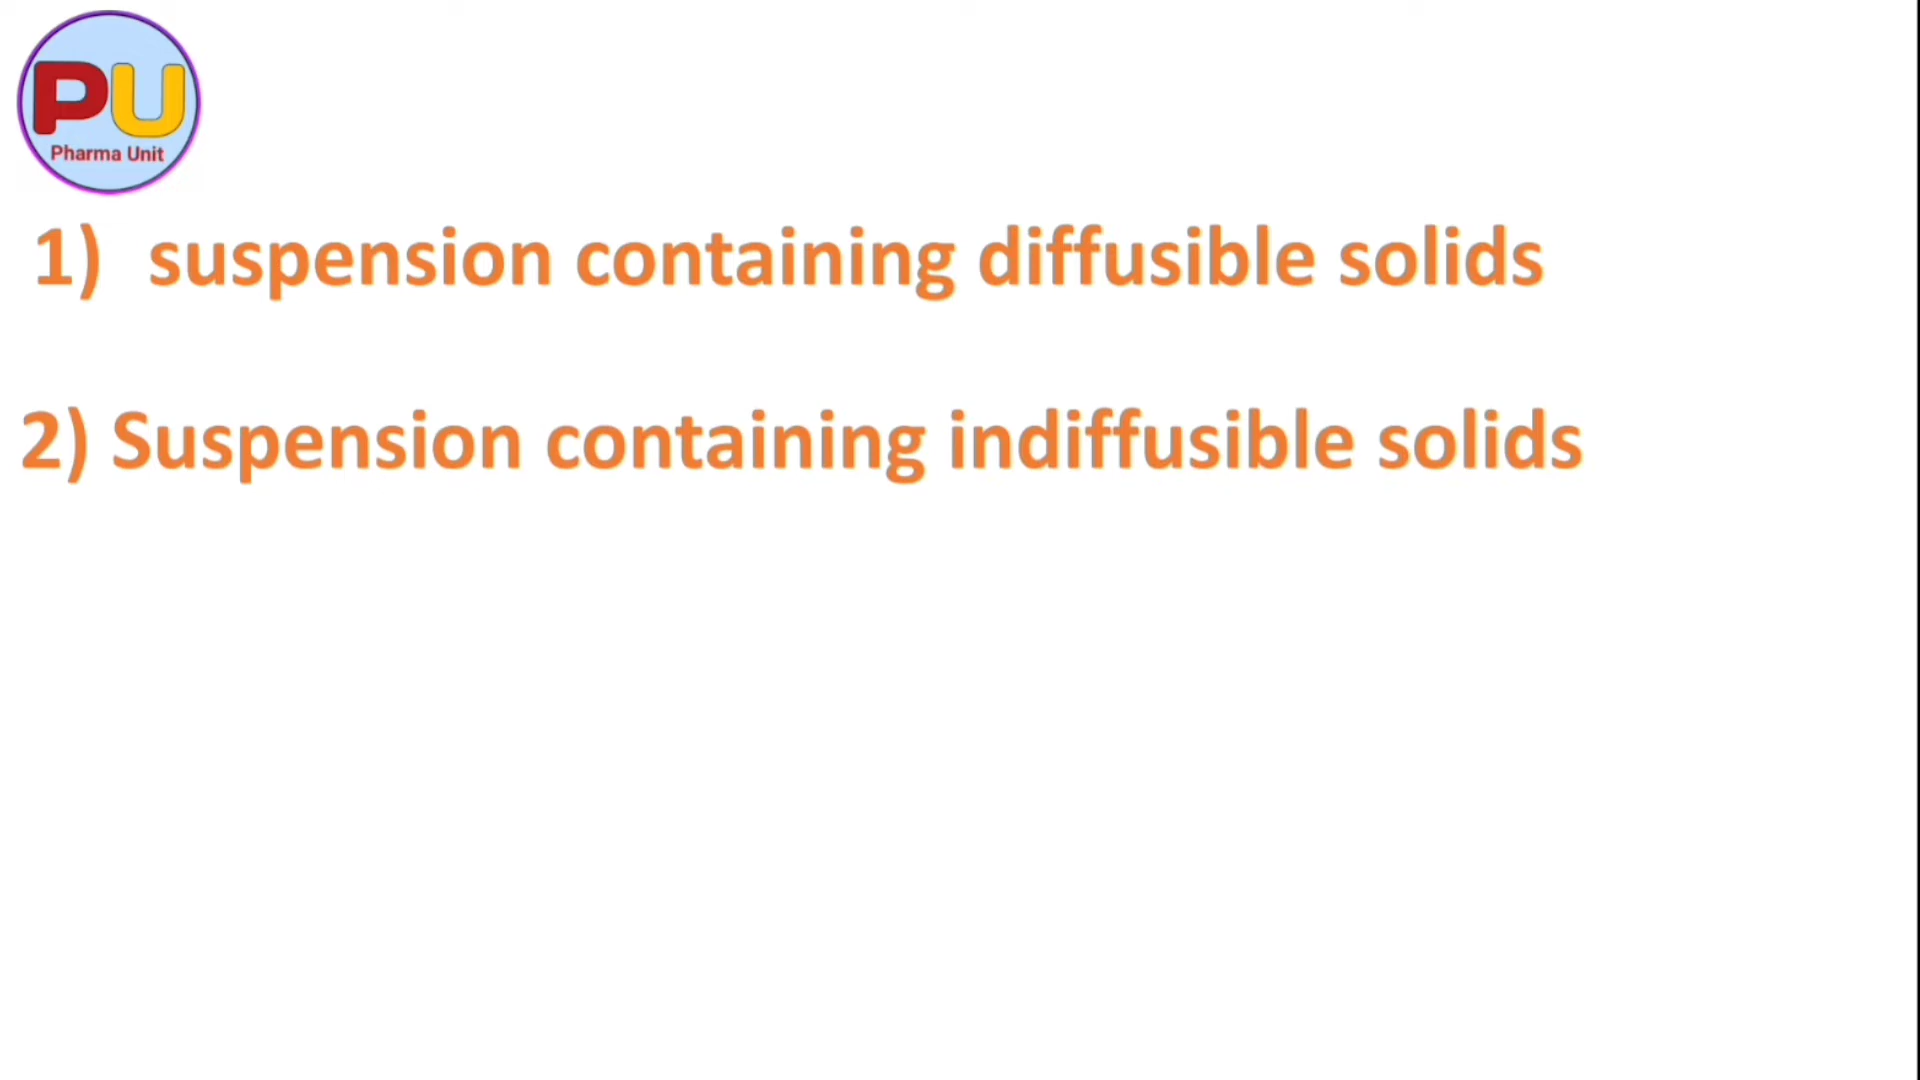 PU
Pharma Unit
1) suspension containing diffusible solids
2) Suspension containing indiffusible solids